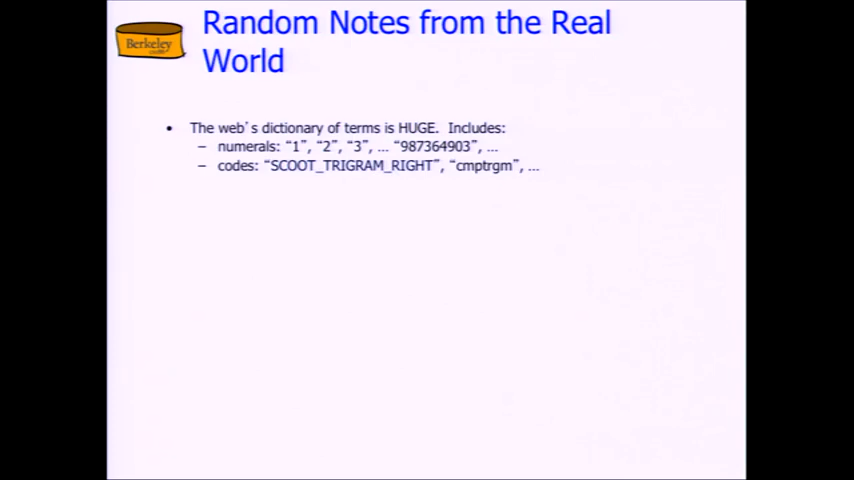 Berkeley
Random Notes from the Real
World
• The web's dictionary of terms is HUGE. Includes:
– numerals: “1”, “2”, “3”, ... “987364903”, ...
– codes: “SCOOT_TRIGRAM_RIGHT”, “cmptrgm”, ...